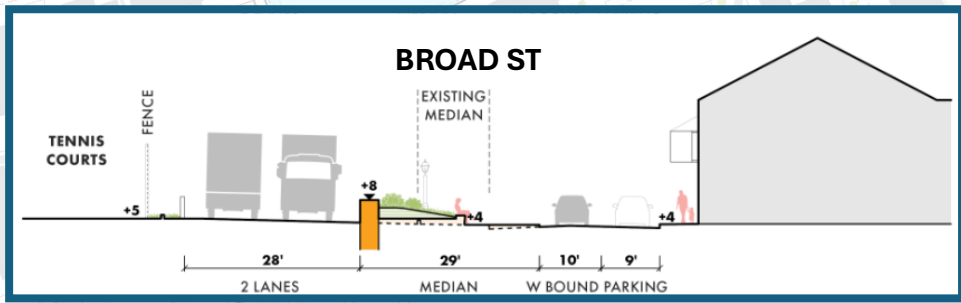 BROAD ST
EXISTING
MEDIAN
FENCE
TENNIS
COURTS
+8
+5
+4
+4
28'
29'
10'
9'
2 LANES
MEDIAN
W BOUND PARKING